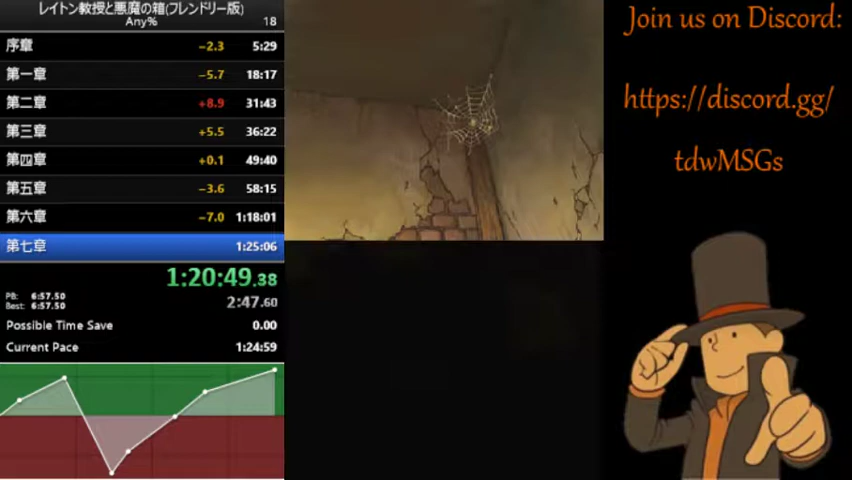 レイトン教授と悪魔の箱(フレンドリー版)
Any%
18
序章 −2.3 5:29
第一章 −5.7 18:17
第二章 +8.9 31:43
第三章 +5.5 36:22
第四章 +0.1 49:40
第五章 −3.6 58:15
第六章 −7.0 1:18:01
第七章 1:25:06
1:20:49.38
PB: 6:57.50
Best: 6:57.50
2:47.60
Possible Time Save 0.00
Current Pace 1:24:59
Join us on Discord:
https://discord.gg/
tdwMSGs